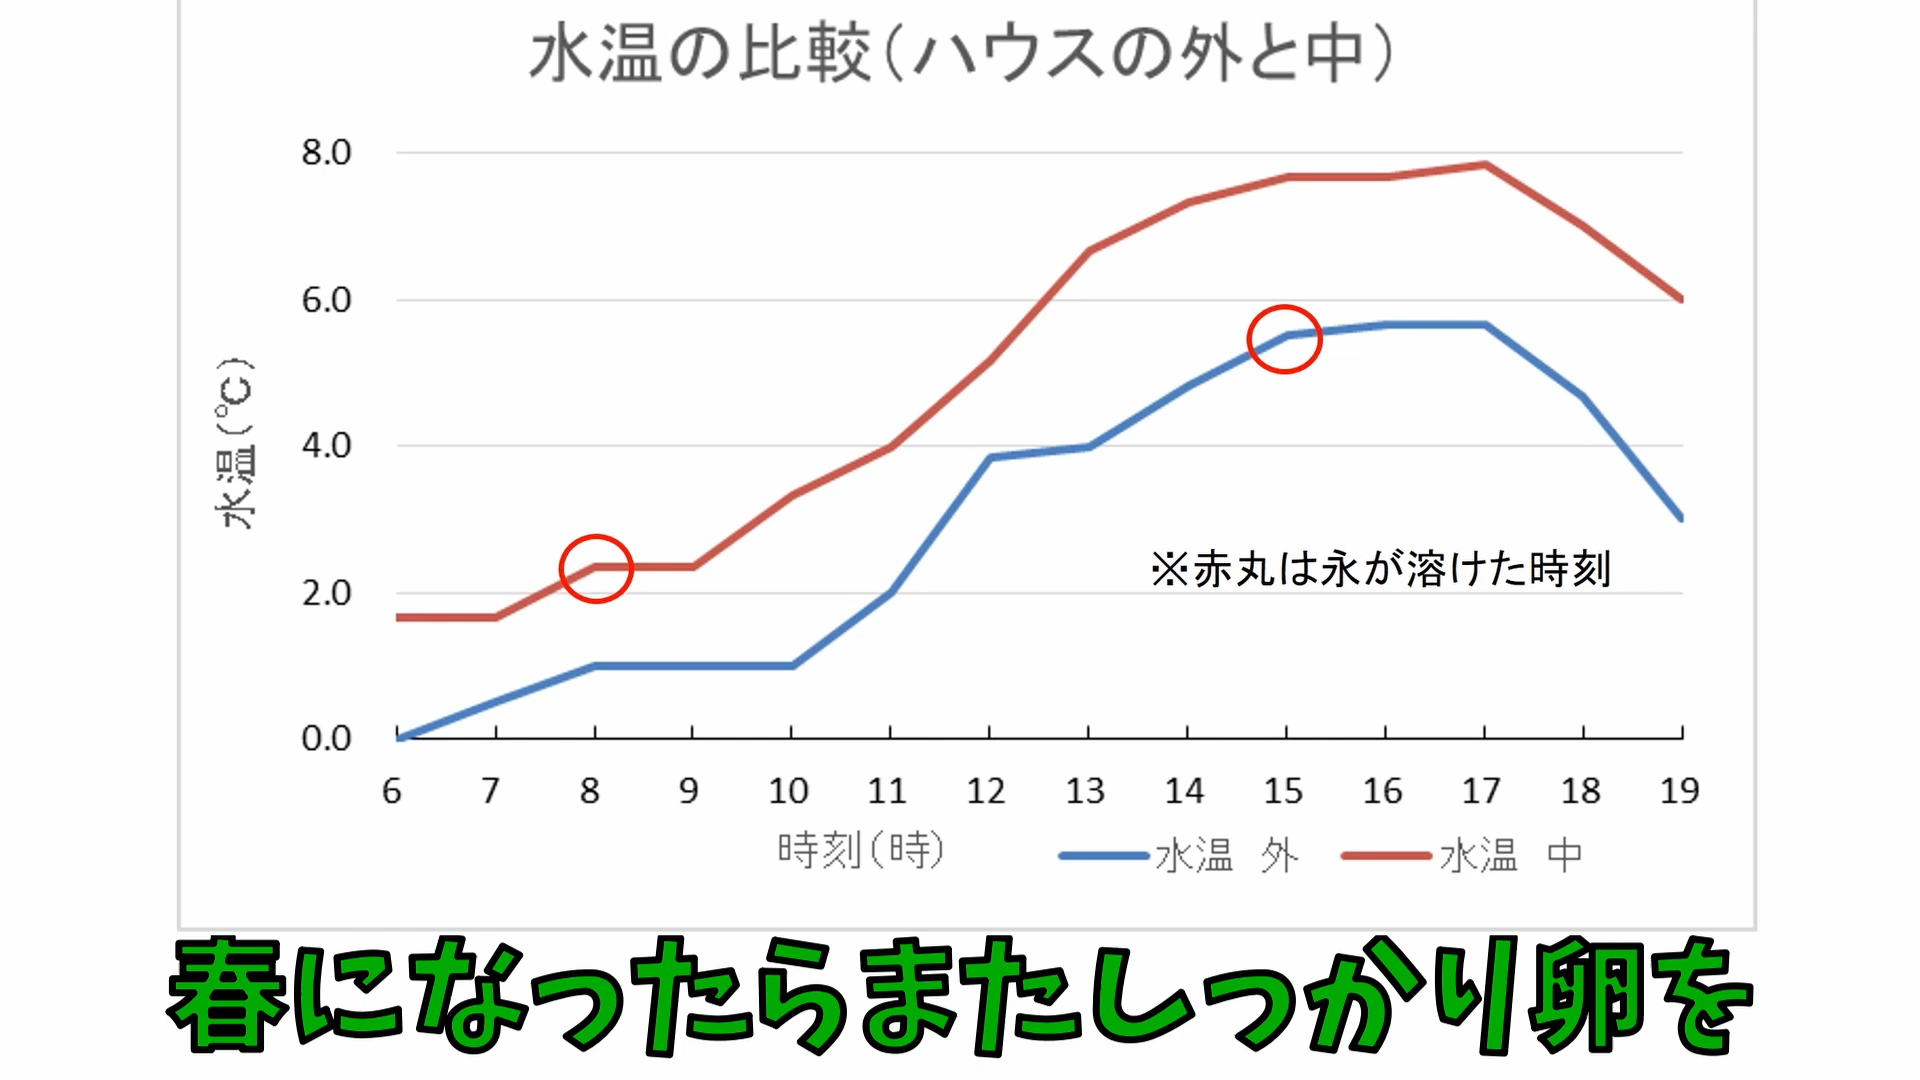 水温の比較(ハウスの外と中)
8.0
6.0
4.0
2.0
0.0
水温(℃)
※赤丸は永が溶けた時刻
6 7 8 9 10 11 12 13 14 15 16 17 18 19
時刻(時)
水温 外
水温 中
春になったらまたしっかり卵を